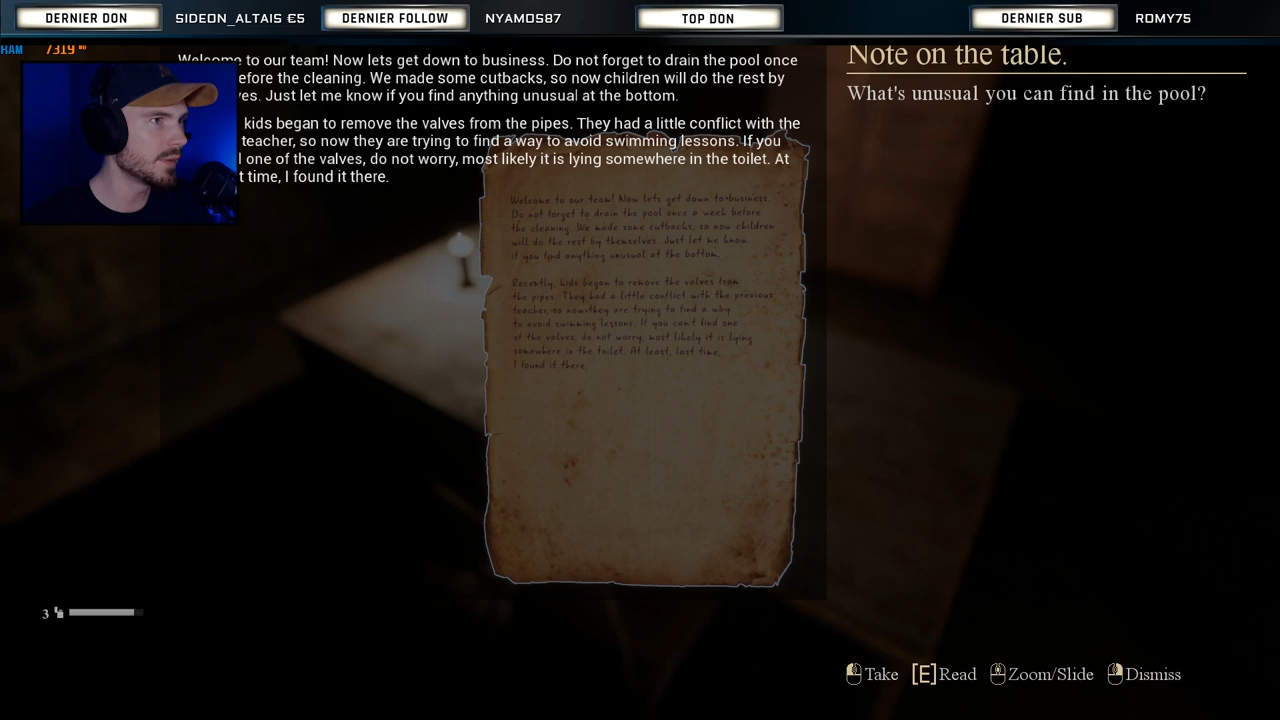 DERNIER DON SIDEON_ALTAIS €5 DERNIER FOLLOW NYAMOS87 TOP DON DERNIER SUB ROMY75
RAM 7319 MB
Welcome to our team! Now lets get down to business. Do not forget to drain the pool once
efore the cleaning. We made some cutbacks, so now children will do the rest by
ves. Just let me know if you find anything unusual at the bottom.
kids began to remove the valves from the pipes. They had a little conflict with the
teacher, so now they are trying to find a way to avoid swimming lessons. If you
l one of the valves, do not worry, most likely it is lying somewhere in the toilet. At
t time, I found it there.
Welcome to our team! Now lets get down to business.
Do not forget to drain the pool once a week before
the cleaning. We made some cutbacks, so now children
will do the rest by themselves. Just let me know
if you find anything unusual at the bottom.
Recently, kids began to remove the valves from
the pipes. They had a little conflict with the previous
teacher, so now they are trying to find a way
to avoid swimming lessons. If you can't find one
of the valves, do not worry, most likely it is lying
somewhere in the toilet. At least, last time,
I found it there.
Note on the table.
What's unusual you can find in the pool?
3
Take [E] Read Zoom/Slide Dismiss